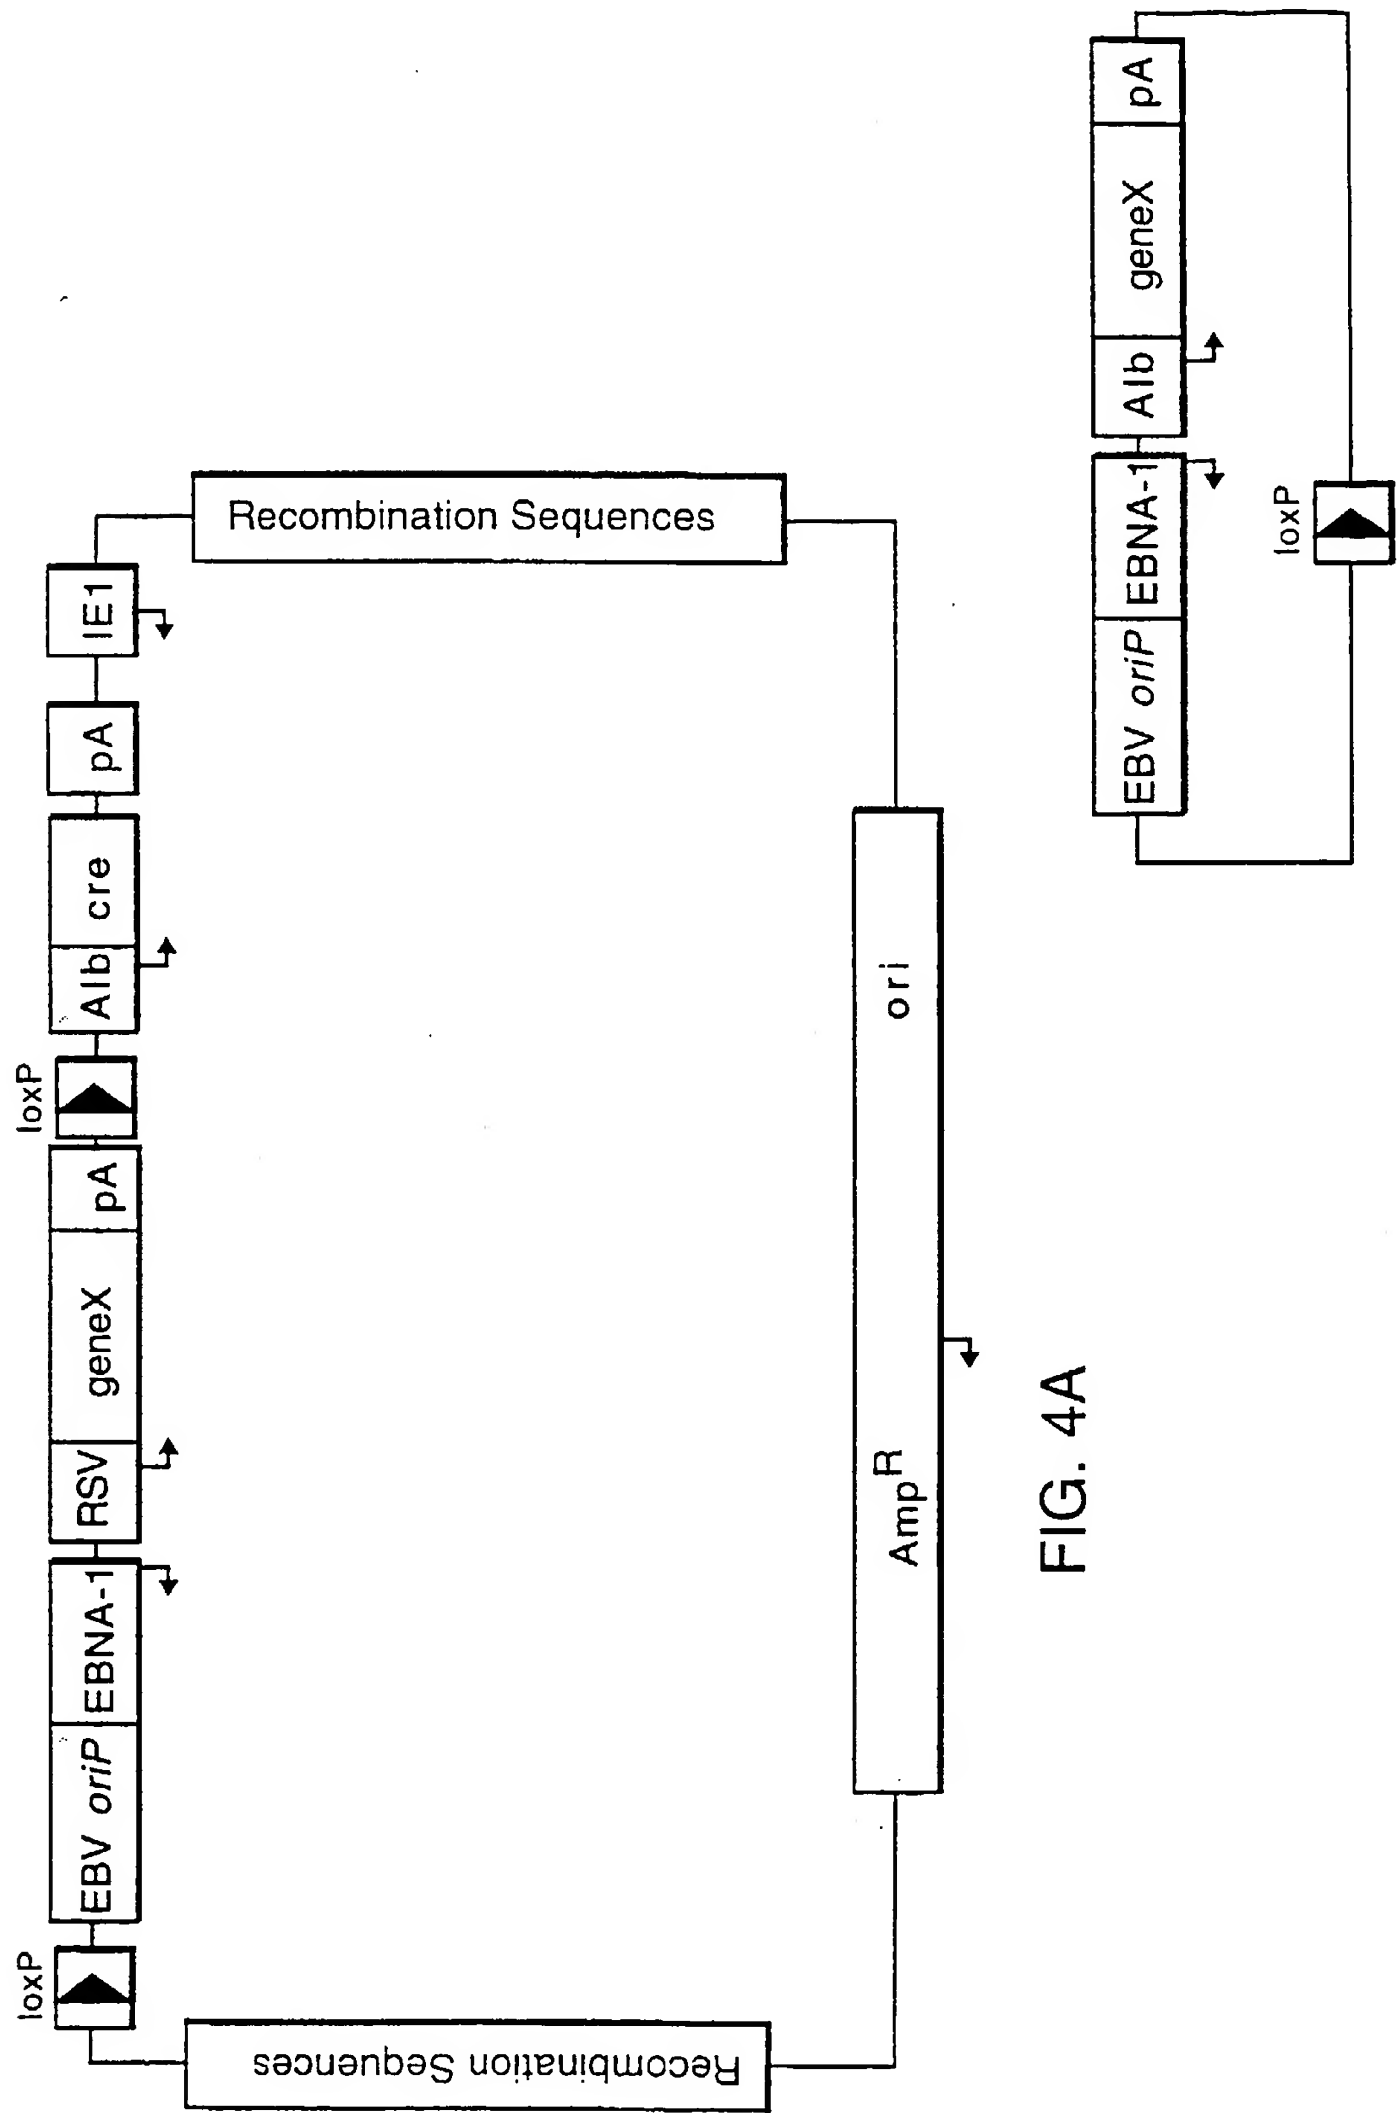 loxP
loxP
EBV oriP EBNA-1 RSV geneX pA Alb cre pA IE1
Recombination Sequences
Recombination Sequences
Amp^R ori
FIG. 4A
EBV oriP EBNA-1 Alb geneX pA
loxP